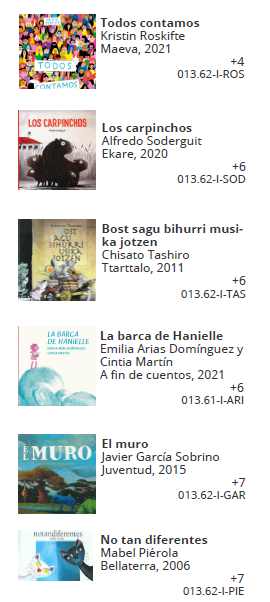 TODOS
CONTAMOS
Todos contamos
Kristin Roskifte
Maeva, 2021
+4
013.62-I-ROS
LOS CARPINCHOS
Los carpinchos
Alfredo Soderguit
Ekare, 2020
+6
013.62-I-SOD
BOST
SAGU
BIHURRI
MUSIKA
JOTZEN
Bost sagu bihurri musi-
ka jotzen
Chisato Tashiro
Ttarttalo, 2011
+6
013.62-I-TAS
LA BARCA
DE HANIELLE
La barca de Hanielle
Emilia Arias Domínguez y
Cintia Martín
A fin de cuentos, 2021
+6
013.61-I-ARI
EL MURO
El muro
Javier García Sobrino
Juventud, 2015
+7
013.62-I-GAR
notandiferentes
No tan diferentes
Mabel Piérola
Bellaterra, 2006
+7
013.62-I-PIE